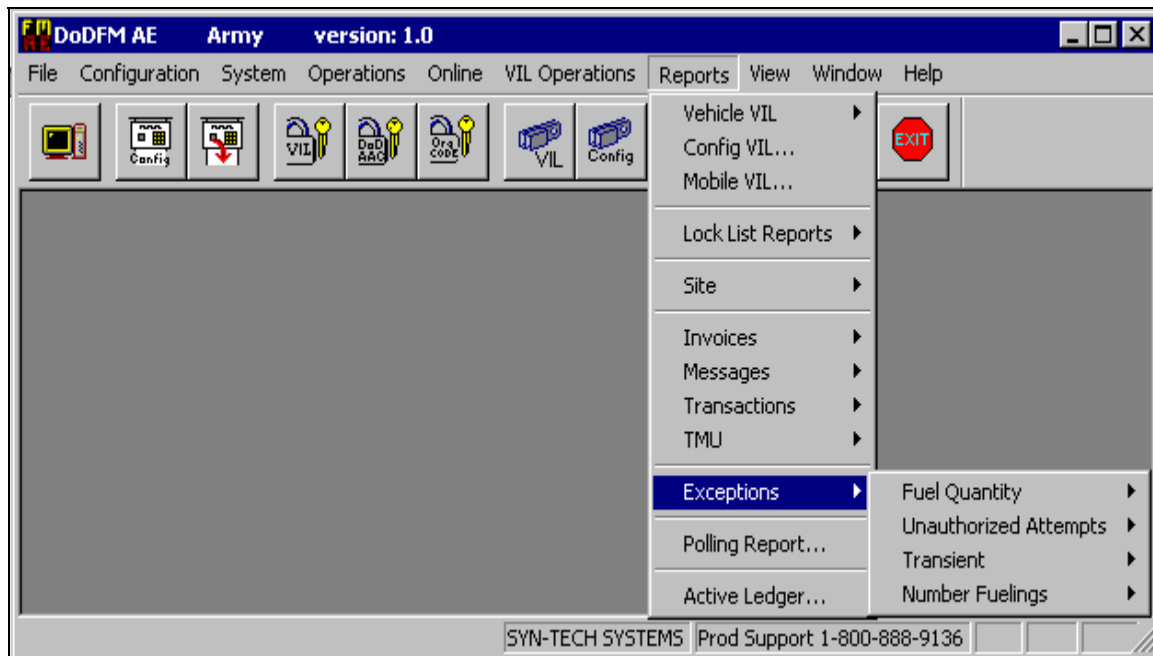 FURE DoDFM AE Army version: 1.0
File Configuration System Operations Online VIL Operations Reports View Window Help
Config VIL DoD AAC Org CODE VIL Config EXIT
Vehicle VIL
Config VIL...
Mobile VIL...
Lock List Reports
Site
Invoices
Messages
Transactions
TMU
Exceptions
Fuel Quantity
Unauthorized Attempts
Transient
Number Fuelings
Polling Report...
Active Ledger...
SYN-TECH SYSTEMS Prod Support 1-800-888-9136